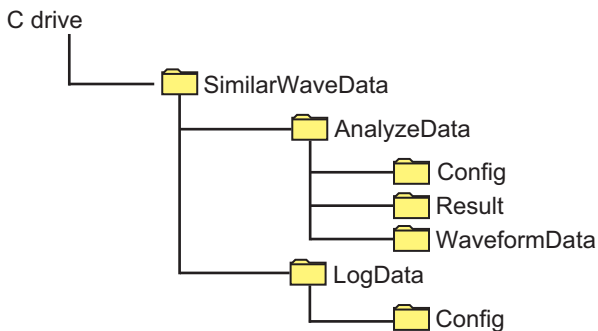 C drive
SimilarWaveData
AnalyzeData
Config
Result
WaveformData
LogData
Config